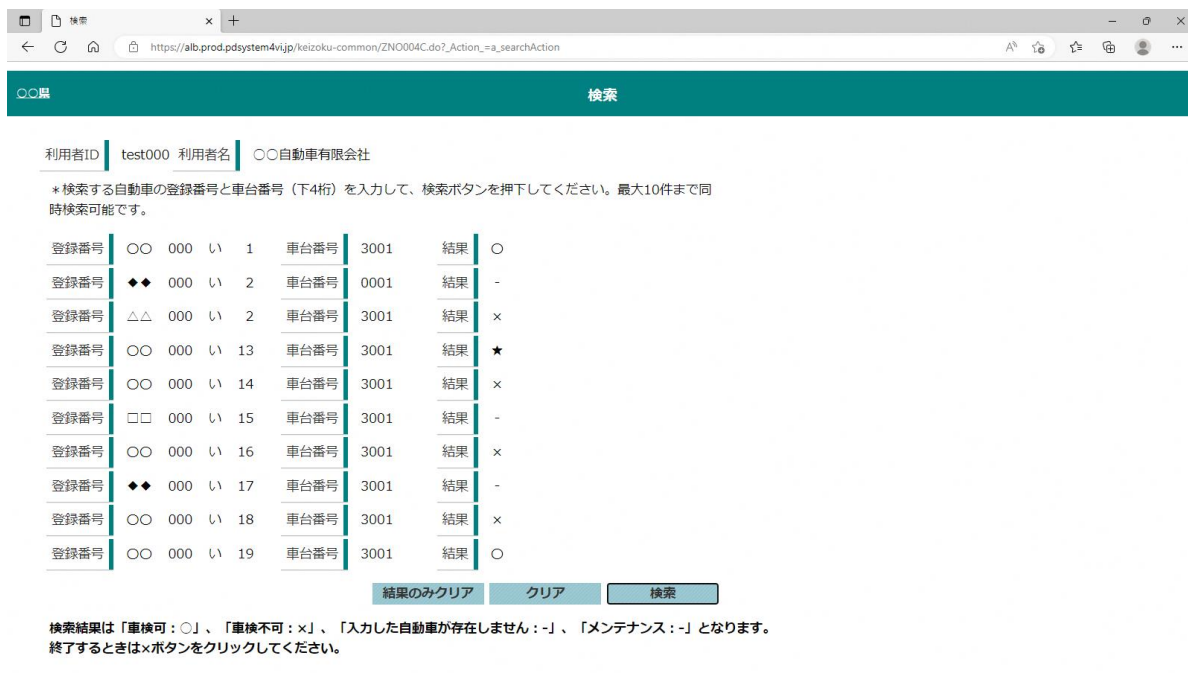 検索
https://alb.prod.pdsystem4vi.jp/keizoku-common/ZNO004C.do?_Action_=a_searchAction
○○県 検索
利用者ID test000 利用者名 ○○自動車有限会社
＊検索する自動車の登録番号と車台番号（下4桁）を入力して、検索ボタンを押下してください。最大10件まで同
時検索可能です。
登録番号 ○○ 000 い 1 車台番号 3001 結果 ○
登録番号 ◆◆ 000 い 2 車台番号 0001 結果 -
登録番号 △△ 000 い 2 車台番号 3001 結果 ×
登録番号 ○○ 000 い 13 車台番号 3001 結果 ★
登録番号 ○○ 000 い 14 車台番号 3001 結果 ×
登録番号 □□ 000 い 15 車台番号 3001 結果 -
登録番号 ○○ 000 い 16 車台番号 3001 結果 ×
登録番号 ◆◆ 000 い 17 車台番号 3001 結果 -
登録番号 ○○ 000 い 18 車台番号 3001 結果 ×
登録番号 ○○ 000 い 19 車台番号 3001 結果 ○
結果のみクリア クリア 検索
検索結果は「車検可：○」、「車検不可：×」、「入力した自動車が存在しません：-」、「メンテナンス：-」となります。
終了するときは×ボタンをクリックしてください。